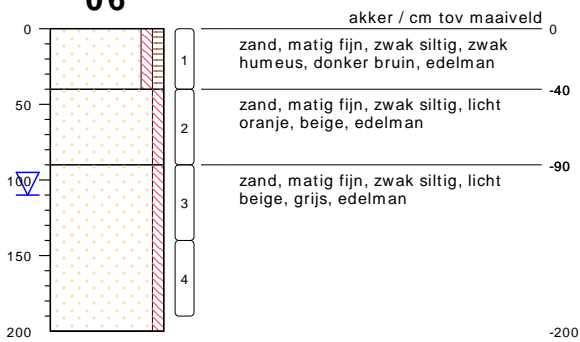 06
akker / cm tov maaiveld
0
0
zand, matig fijn, zwak siltig, zwak
humeus, donker bruin, edelman
1
-40
50
zand, matig fijn, zwak siltig, licht
oranje, beige, edelman
2
-90
100
zand, matig fijn, zwak siltig, licht
beige, grijs, edelman
3
150
4
200
-200